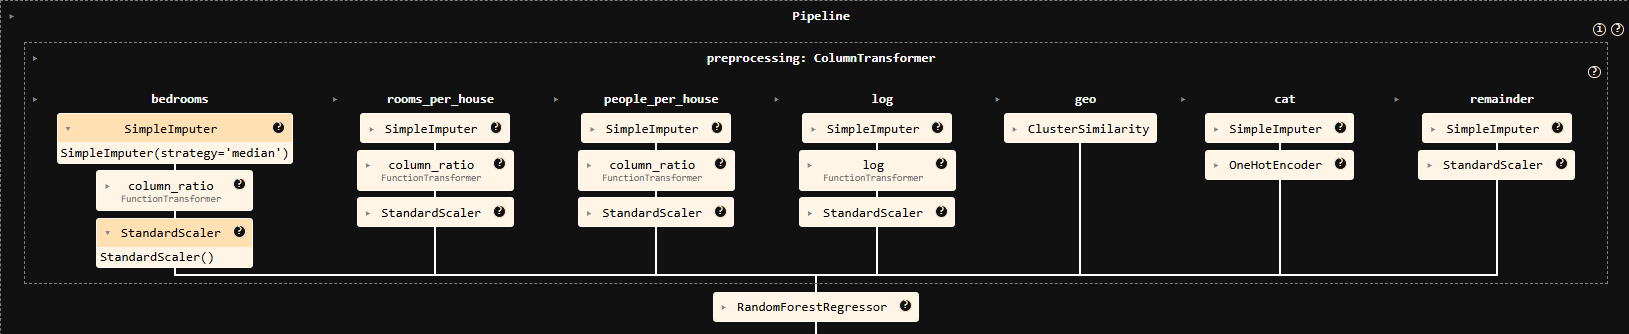 Pipeline
preprocessing: ColumnTransformer
bedrooms
SimpleImputer
SimpleImputer(strategy='median')
column_ratio
FunctionTransformer
StandardScaler
StandardScaler()
rooms_per_house
SimpleImputer
column_ratio
FunctionTransformer
StandardScaler
people_per_house
SimpleImputer
column_ratio
FunctionTransformer
StandardScaler
log
SimpleImputer
log
FunctionTransformer
StandardScaler
geo
ClusterSimilarity
cat
SimpleImputer
OneHotEncoder
remainder
SimpleImputer
StandardScaler
RandomForestRegressor